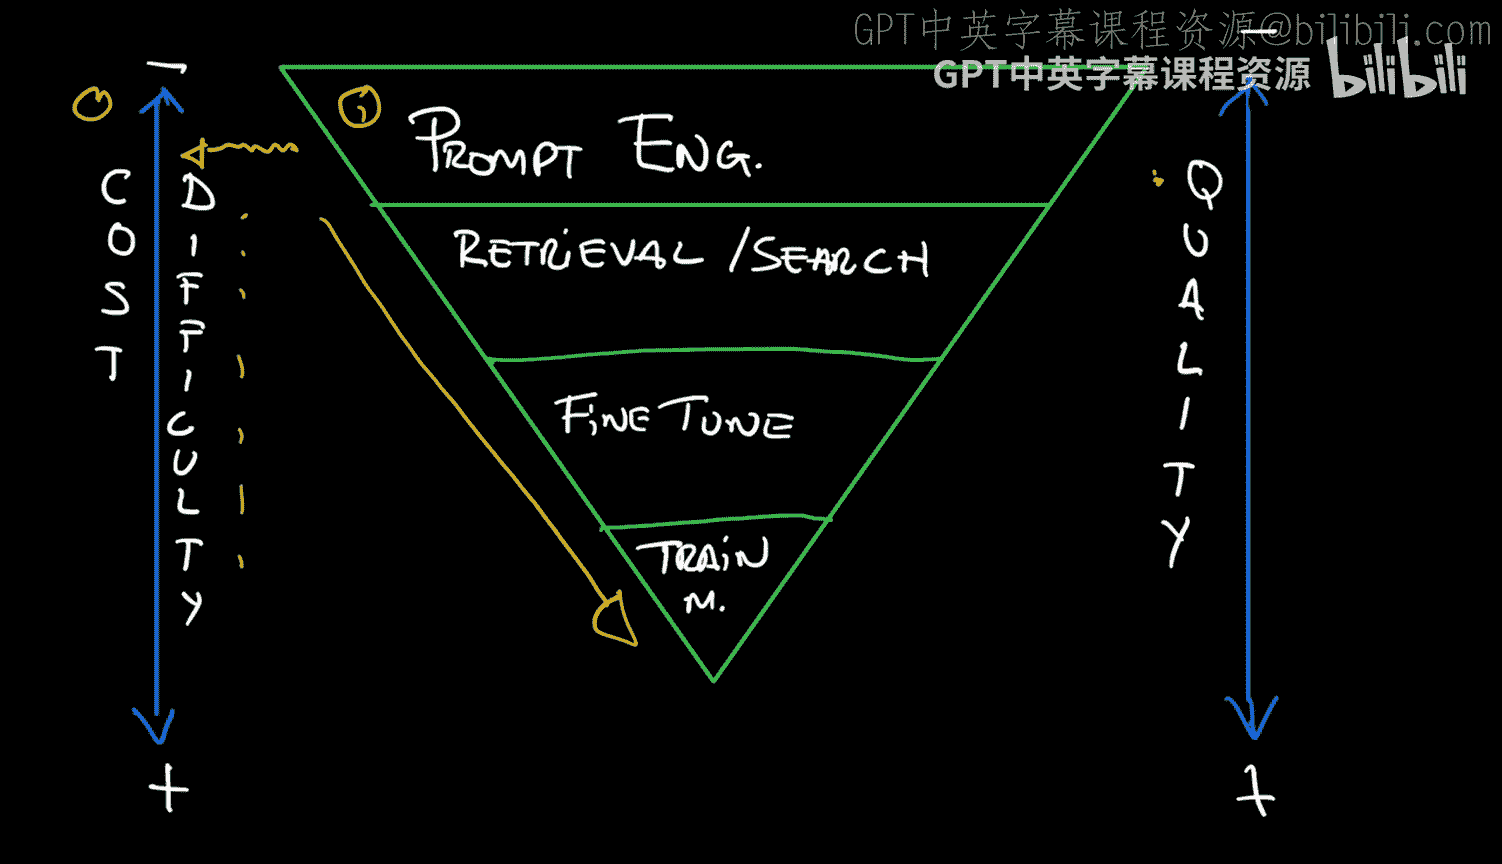 GPT中英字幕课程资源@bilibili.com
GPT中英字幕课程资源 bilibili
COST
DIFFICULTY
PROMPT ENG.
RETRIEVAL / SEARCH
FINE TUNE
TRAIN
M.
QUALITY
−
+
−
+